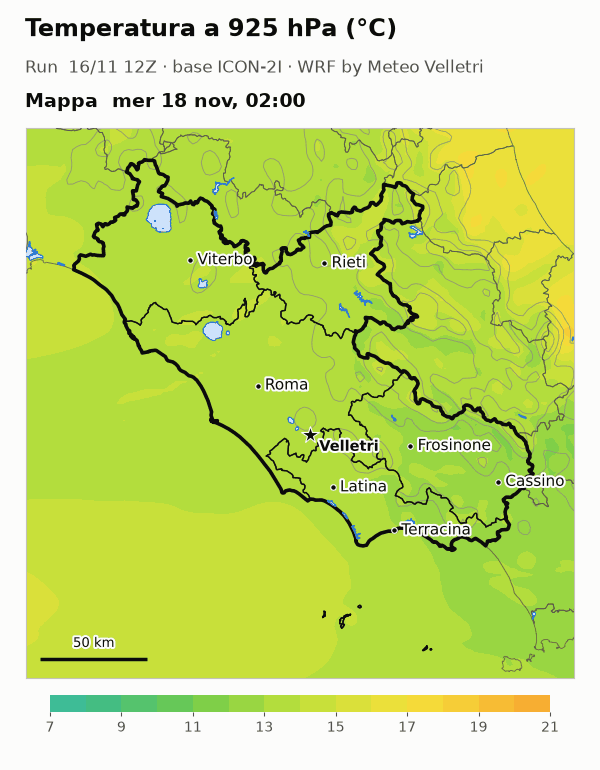 Temperatura a 925 hPa (°C)
Run  16/11 12Z · base ICON-2I · WRF by Meteo Velletri
Mappa  mer 18 nov, 02:00
Viterbo
Rieti
Roma
Velletri
Frosinone
Latina
Cassino
Terracina
50 km
7 9 11 13 15 17 19 21